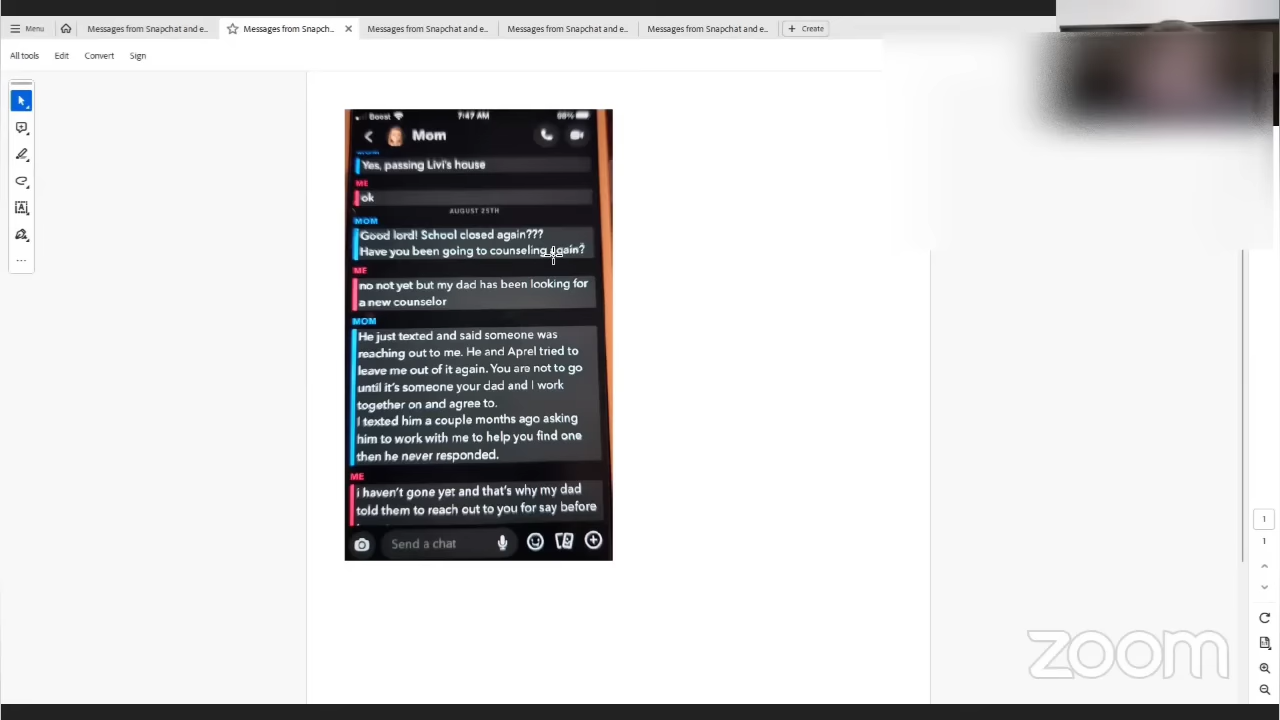 Menu
Messages from Snapchat and e...
Messages from Snapch...
Messages from Snapchat and e...
Messages from Snapchat and e...
Messages from Snapchat and e...
Create
All tools
Edit
Convert
Sign
Boost
7:47 AM
Mom
Yes, passing Livi's house
ME
ok
AUGUST 25TH
MOM
Good lord! School closed again???
Have you been going to counseling again?
ME
no not yet but my dad has been looking for
a new counselor
MOM
He just texted and said someone was
reaching out to me. He and Aprel tried to
leave me out of it again. You are not to go
until it's someone your dad and I work
together on and agree to.
I texted him a couple months ago asking
him to work with me to help you find one
then he never responded.
ME
i haven't gone yet and that's why my dad
told them to reach out to you for say before
Send a chat
1
1
zoom